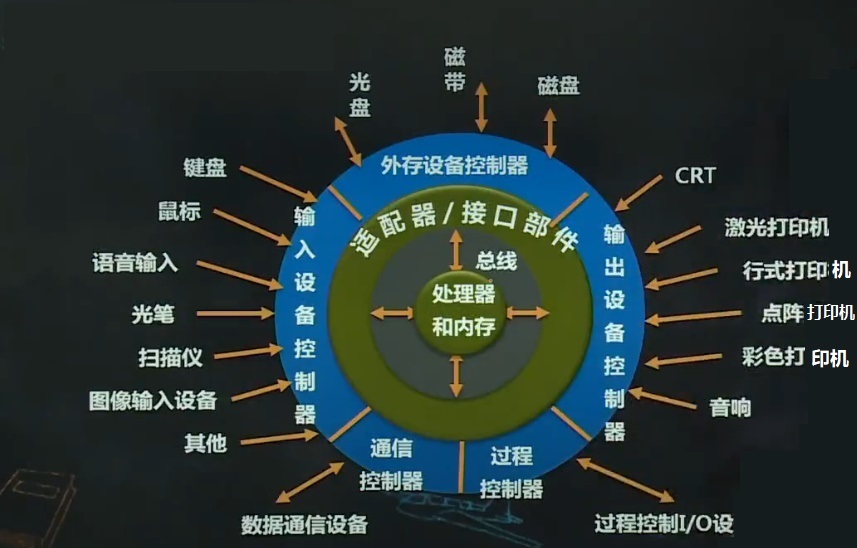 磁带
光盘
磁盘
外存设备控制器
键盘
鼠标
语音输入
光笔
扫描仪
图像输入设备
其他
输入设备控制器
适配器/接口部件
总线
处理器
和内存
输出设备控制器
CRT
激光打印机
行式打印机
点阵打印机
彩色打印机
音响
通信
控制器
过程
控制器
数据通信设备
过程控制I/O设